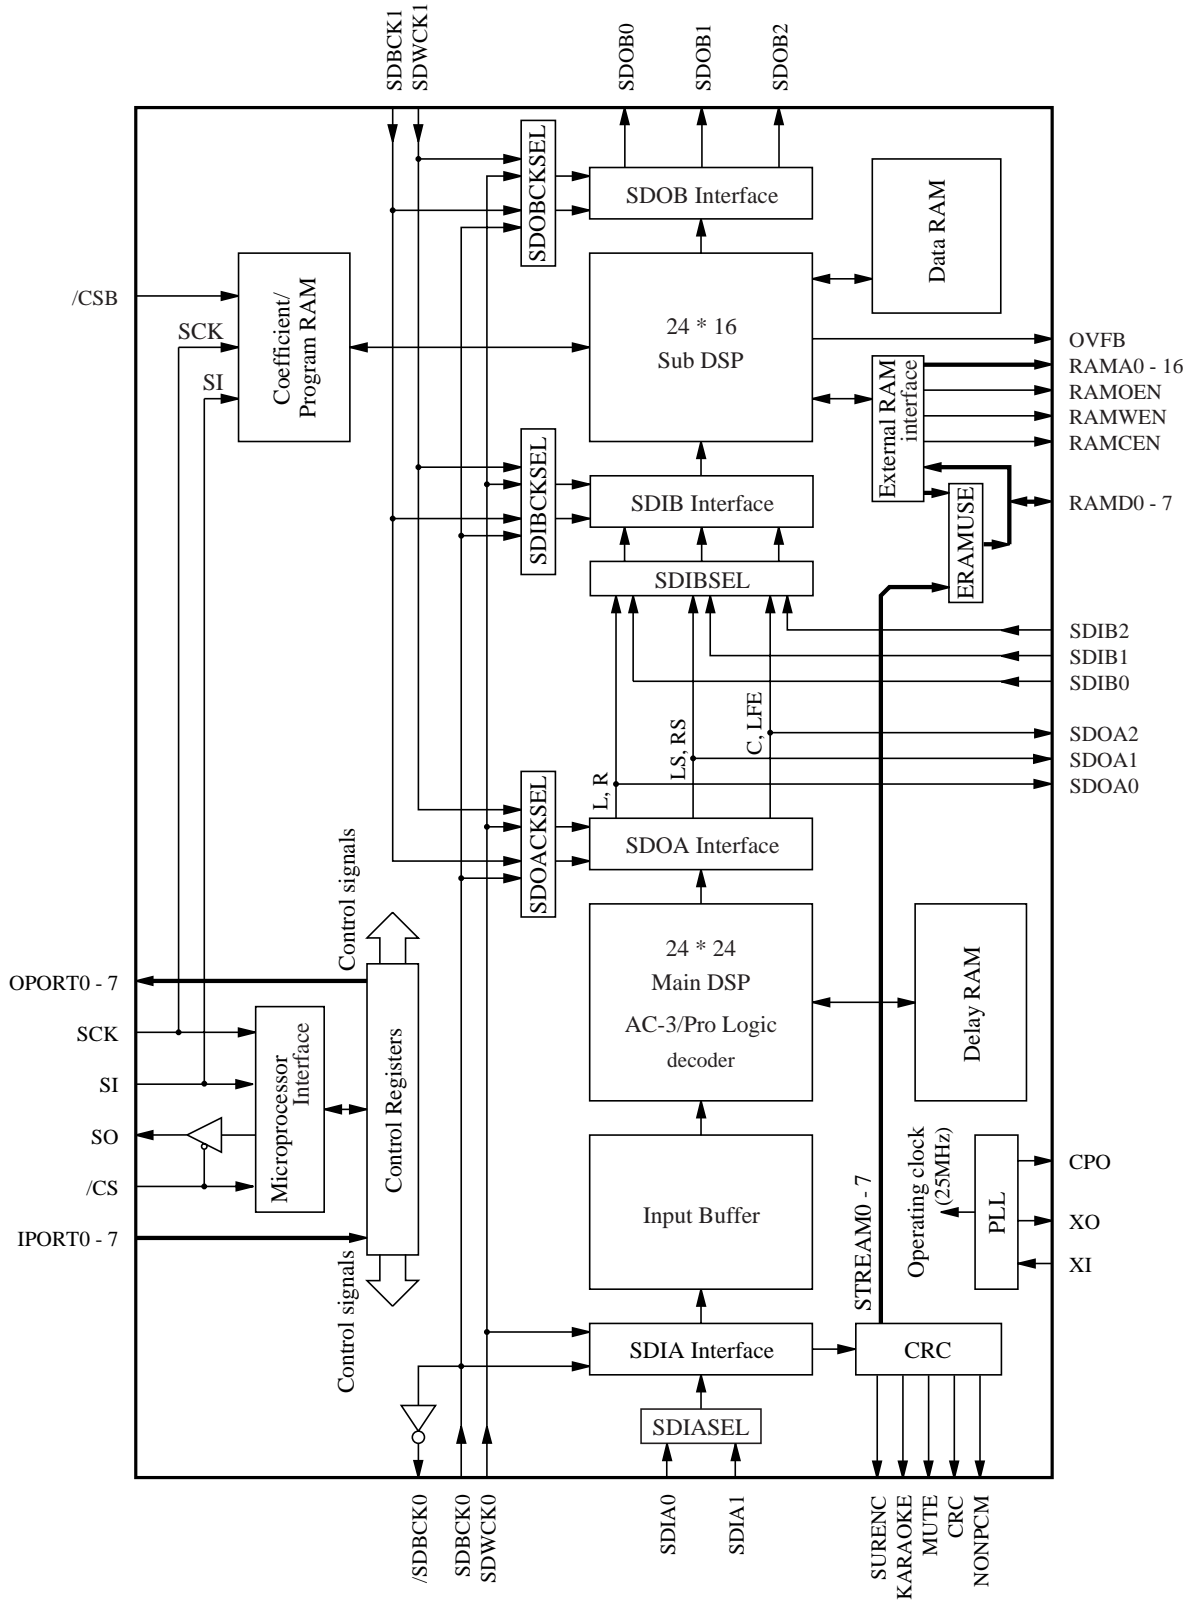 SDBCK1
SDWCK1
SDOB0
SDOB1
SDOB2
SDOBCKSEL
SDOB Interface
Data RAM
/CSB
SCK
SI
Coefficient/
Program RAM
24 * 16
Sub DSP
External RAM
interface
OVFB
RAMA0 - 16
RAMOEN
RAMWEN
RAMCEN
RAMD0 - 7
ERAMUSE
SDIBCKSEL
SDIB Interface
SDIBSEL
SDIB2
SDIB1
SDIB0
L, R
LS, RS
C, LFE
SDOA2
SDOA1
SDOA0
SDOACKSEL
SDOA Interface
Control signals
OPORT0 - 7
SCK
SI
SO
/CS
IPORT0 - 7
Microprocessor
Interface
Control Registers
Control signals
24 * 24
Main DSP
AC-3/Pro Logic
decoder
Delay RAM
Input Buffer
STREAM0 - 7
Operating clock
(25MHz)
PLL
CPO
XO
XI
SDIA Interface
CRC
SDIASEL
/SDBCK0
SDBCK0
SDWCK0
SDIA0
SDIA1
SURENC
KARAOKE
MUTE
CRC
NONPCM